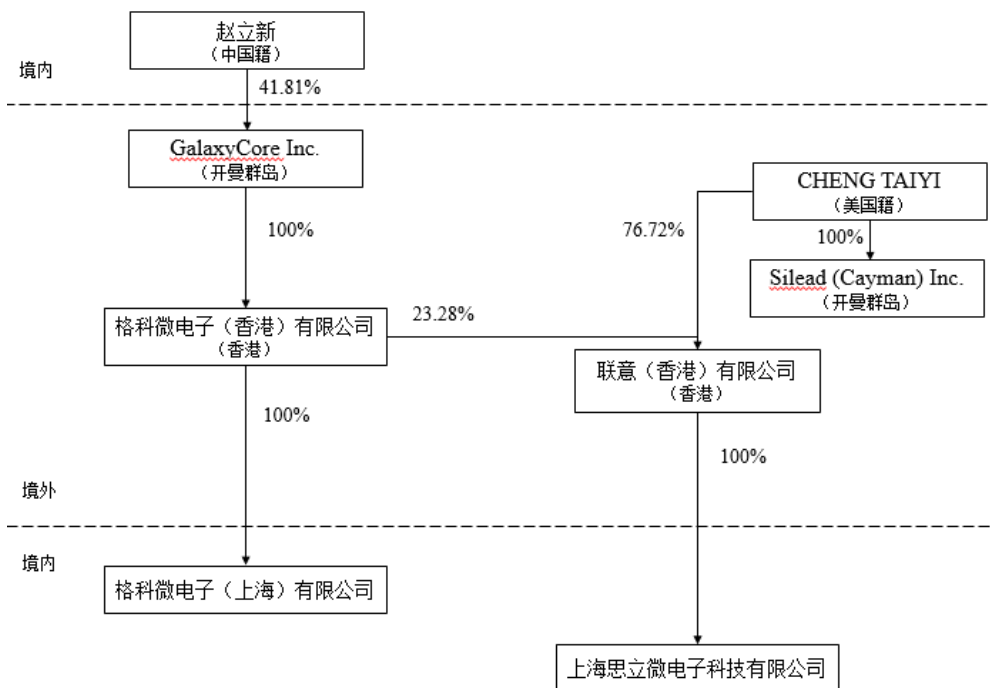 赵立新
（中国籍）
境内
41.81%
GalaxyCore Inc.
（开曼群岛）
CHENG TAIYI
（美国籍）
100%
76.72%
100%
Silead (Cayman) Inc.
（开曼群岛）
格科微电子（香港）有限公司
（香港）
23.28%
联意（香港）有限公司
（香港）
100%
100%
境外
境内
格科微电子（上海）有限公司
上海思立微电子科技有限公司